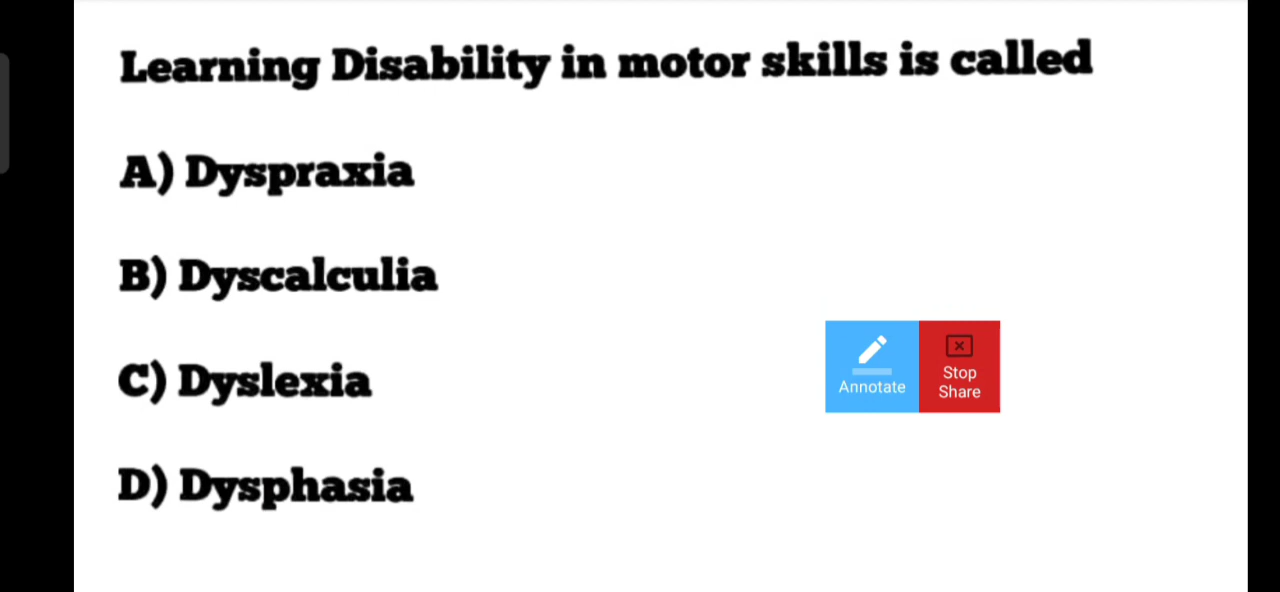 Learning Disability in motor skills is called
A) Dyspraxia
B) Dyscalculia
C) Dyslexia
D) Dysphasia
Annotate
Stop
Share